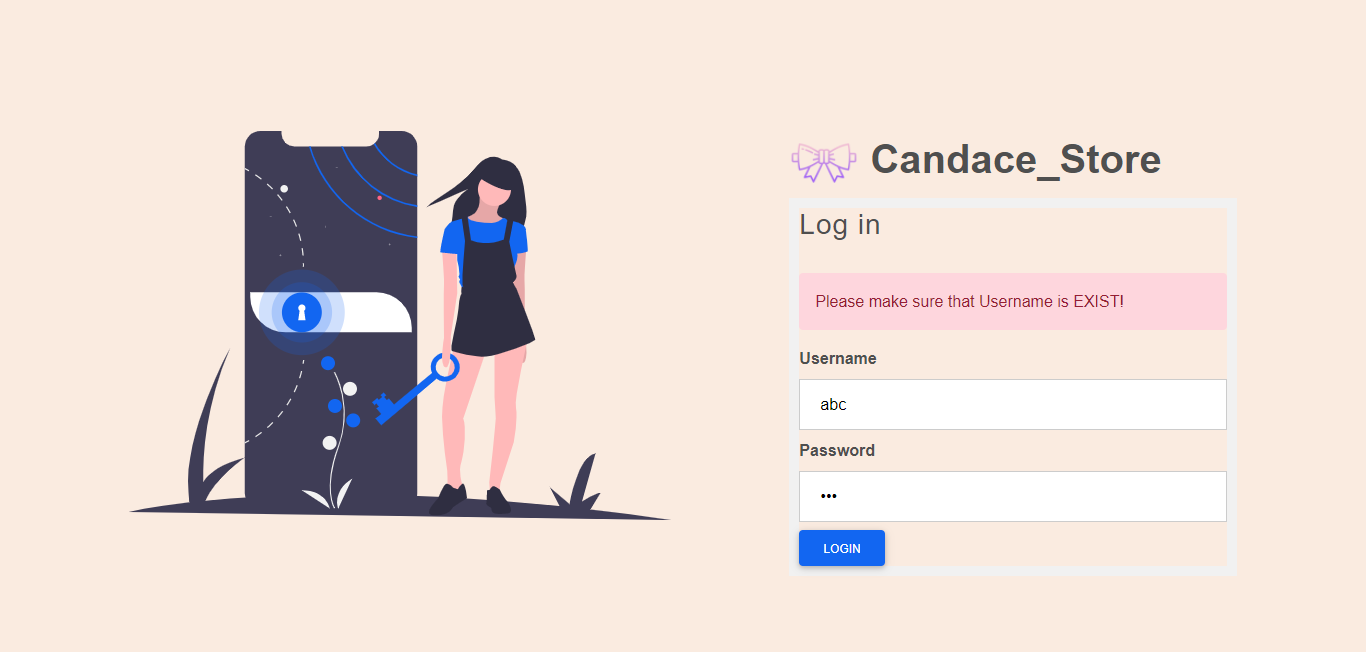 Candace_Store
Log in
Please make sure that Username is EXIST!
Username
abc
Password
•••
LOGIN